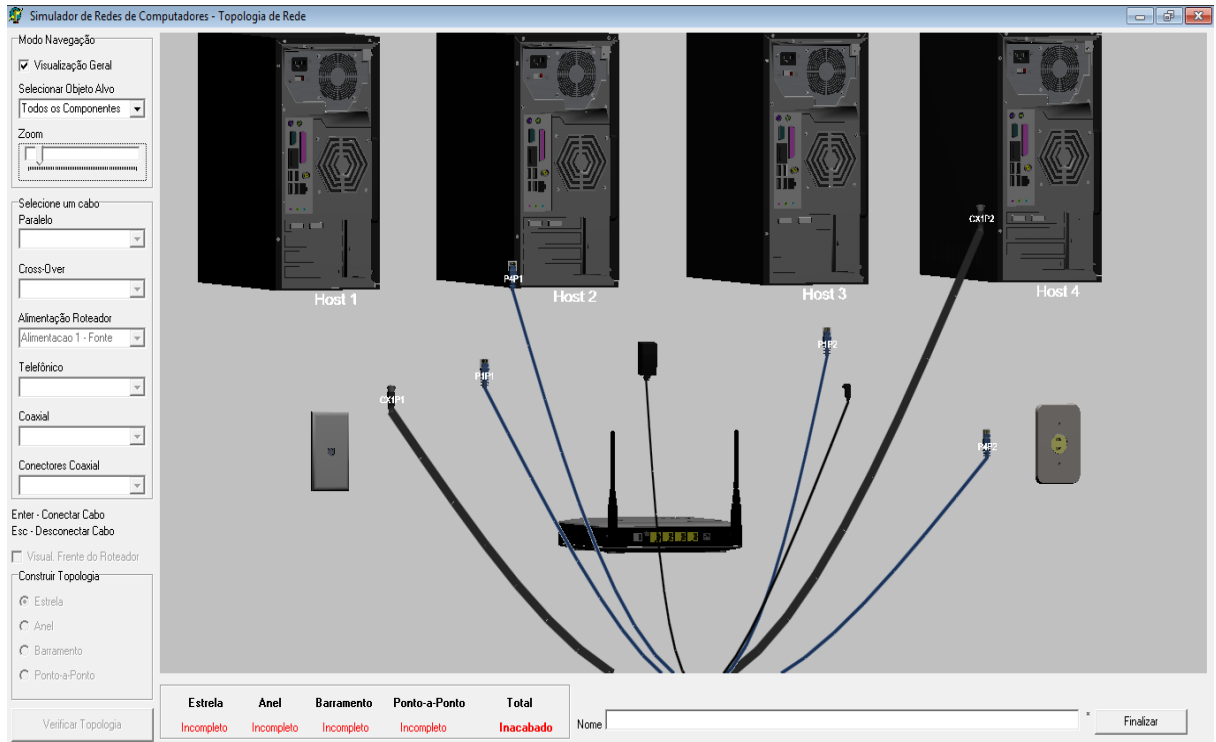 Simulador de Redes de Computadores - Topologia de Rede
Modo Navegação
Visualização Geral
Selecionar Objeto Alvo
Todos os Componentes
Zoom
Selecione um cabo
Paralelo
Cross-Over
Alimentação Roteador
Alimentacao 1 - Fonte
Telefônico
Coaxial
Conectores Coaxial
Enter - Conectar Cabo
Esc - Desconectar Cabo
Visual. Frente do Roteador
Construir Topologia
Estrela
Anel
Barramento
Ponto-a-Ponto
Verificar Topologia
Host 1
Host 2
Host 3
Host 4
CX1P2
P4P1
P1P2
P1P1
CX1P1
P4P2
Estrela Anel Barramento Ponto-a-Ponto Total
Incompleto Incompleto Incompleto Incompleto Inacabado
Nome * Finalizar